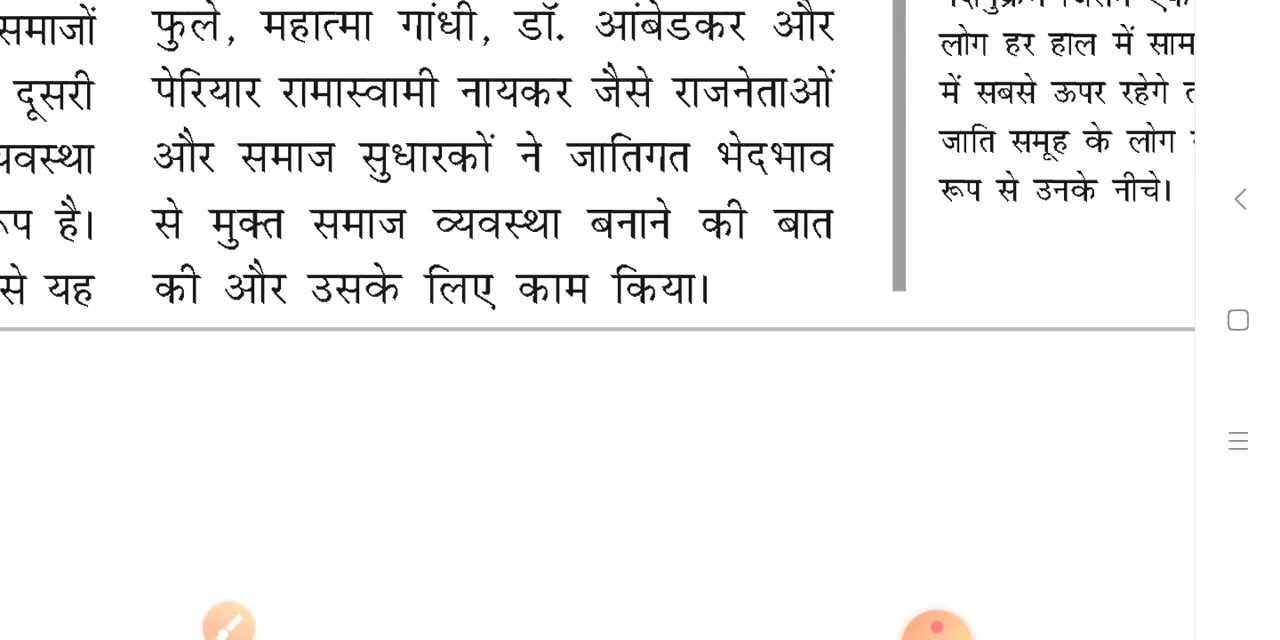 समाजों
दूसरी
है।
से यह
फुले, महात्मा गांधी, डॉ. आंबेडकर और
पेरियार रामास्वामी नायकर जैसे राजनेताओं
और समाज सुधारकों ने जातिगत भेदभाव
से मुक्त समाज व्यवस्था बनाने की बात
की और उसके लिए काम किया।
लोग हर हाल में
में सबसे ऊपर रहेगे
जाति समूह के लोग
रूप से उनके नीचे।